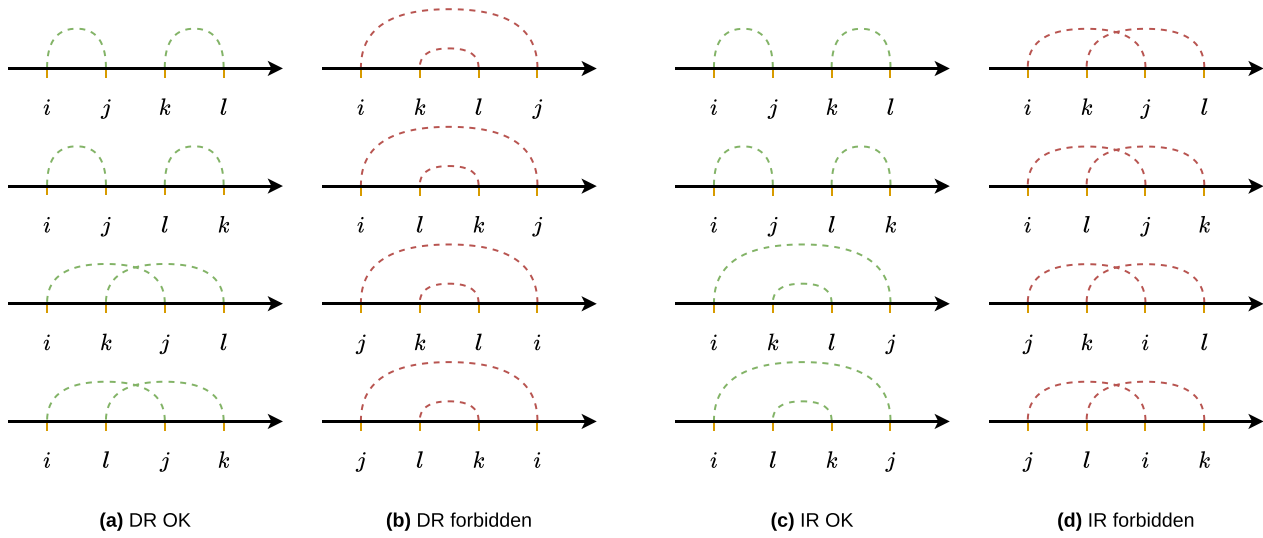 i j k l i k l j i j k l i k j l
i j l k i l k j i j l k i l j k
i k j l j k l i i k l j j k i l
i l j k j l k i i l k j j l i k
(a) DR OK (b) DR forbidden (c) IR OK (d) IR forbidden